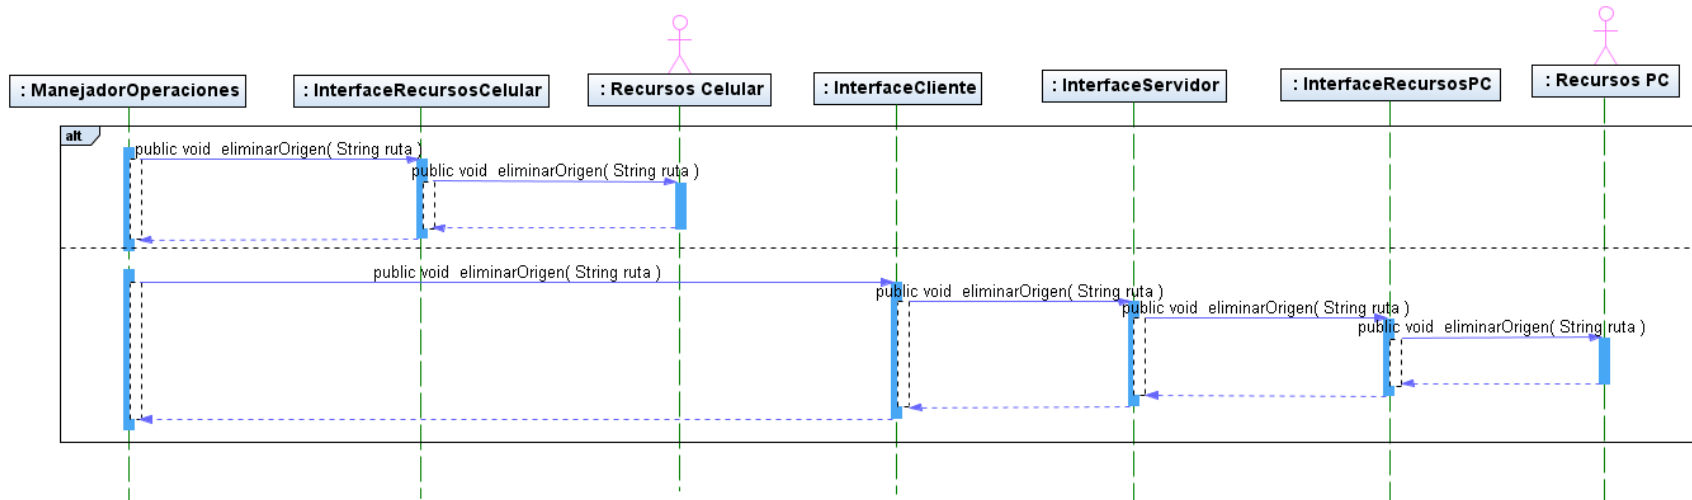 : ManejadorOperaciones
: InterfaceRecursosCelular
: Recursos Celular
: InterfaceCliente
: InterfaceServidor
: InterfaceRecursosPC
: Recursos PC
alt
public void eliminarOrigen( String ruta )
public void eliminarOrigen( String ruta )
public void eliminarOrigen( String ruta )
public void eliminarOrigen( String ruta )
public void eliminarOrigen( String ruta )
public void eliminarOrigen( String ruta )